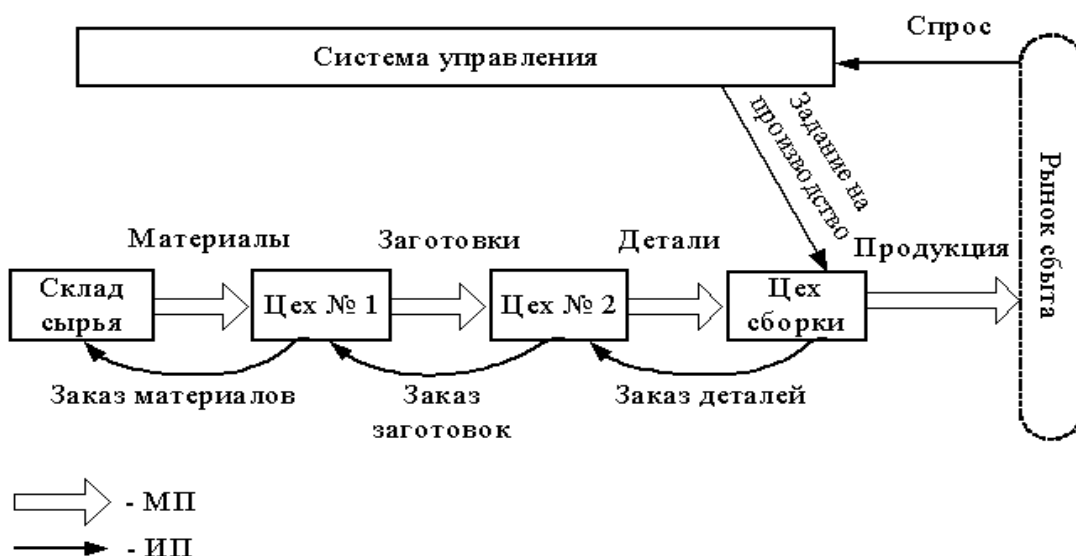 Спрос
Система управления
Задание на
производство
Рынок сбыта
Материалы
Заготовки
Детали
Продукция
Склад
сырья
Цех № 1
Цех № 2
Цех
сборки
Заказ материалов
Заказ
заготовок
Заказ деталей
- МП
- ИП